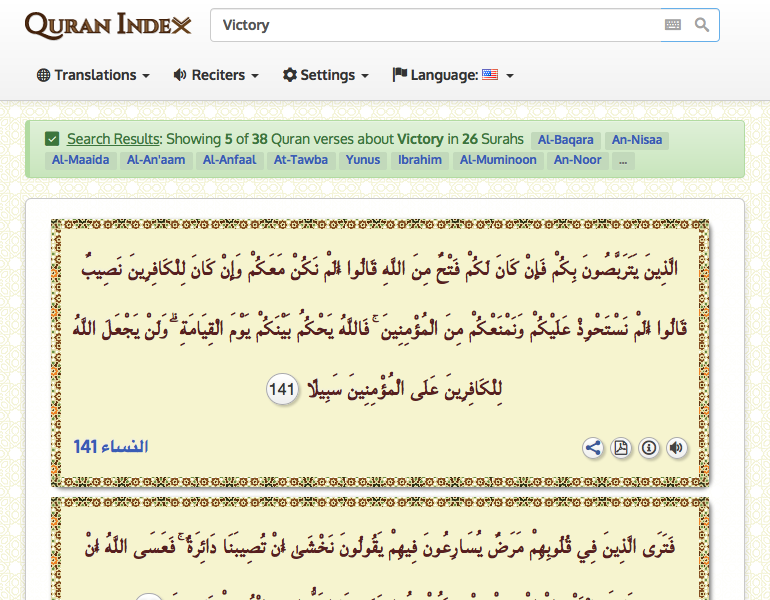 QURAN INDEX
Victory
Translations
Reciters
Settings
Language:
Search Results: Showing 5 of 38 Quran verses about Victory in 26 Surahs Al-Baqara An-Nisaa
Al-Maaida Al-An'aam Al-Anfaal At-Tawba Yunus Ibrahim Al-Muminoon An-Noor ...
الَّذِينَ يَتَرَبَّصُونَ بِكُمْ فَإِنْ كَانَ لَكُمْ فَتْحٌ مِنَ اللَّهِ قَالُوا أَلَمْ نَكُنْ مَعَكُمْ وَإِنْ كَانَ لِلْكَافِرِينَ نَصِيبٌ
قَالُوا أَلَمْ نَسْتَحْوِذْ عَلَيْكُمْ وَنَمْنَعْكُمْ مِنَ الْمُؤْمِنِينَ ۚ فَاللَّهُ يَحْكُمُ بَيْنَكُمْ يَوْمَ الْقِيَامَةِ ۗ وَلَنْ يَجْعَلَ اللَّهُ
لِلْكَافِرِينَ عَلَى الْمُؤْمِنِينَ سَبِيلًا 141
النساء 141
فَتَرَى الَّذِينَ فِي قُلُوبِهِمْ مَرَضٌ يُسَارِعُونَ فِيهِمْ يَقُولُونَ نَخْشَىٰ أَنْ تُصِيبَنَا دَائِرَةٌ ۚ فَعَسَى اللَّهُ أَنْ